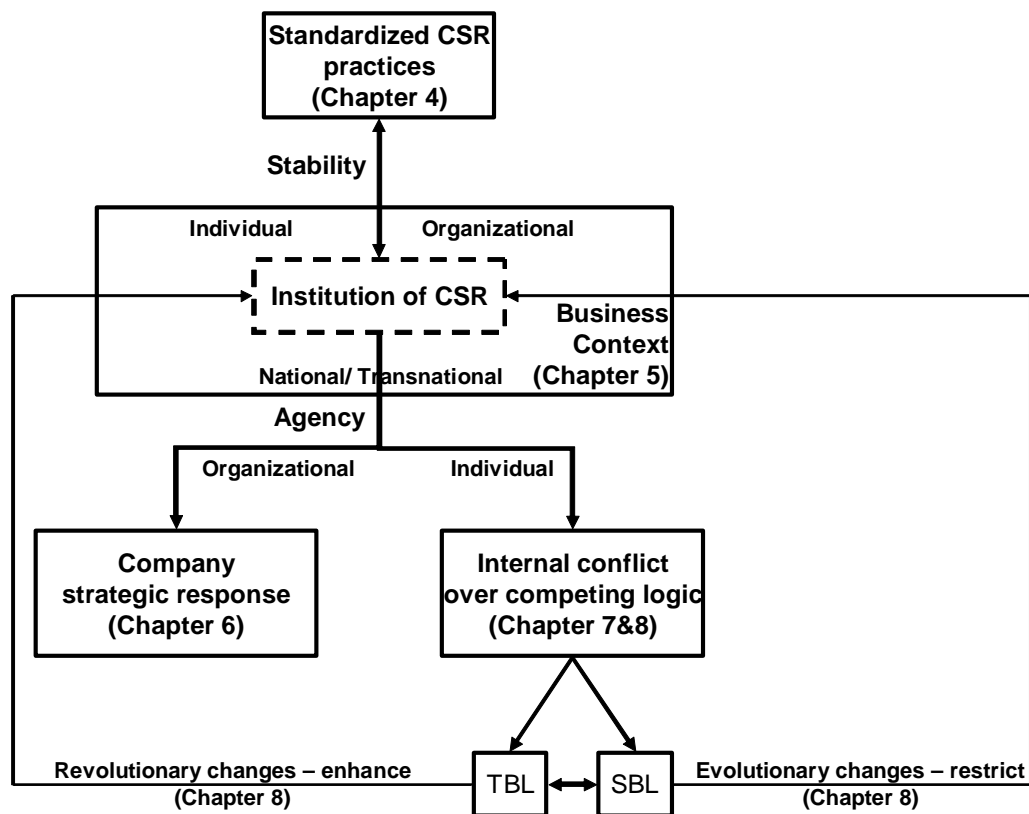 Standardized CSR
practices
(Chapter 4)
Stability
Individual
Organizational
Institution of CSR
Business
Context
(Chapter 5)
National/ Transnational
Agency
Organizational
Individual
Company
strategic response
(Chapter 6)
Internal conflict
over competing logic
(Chapter 7&8)
Revolutionary changes – enhance
(Chapter 8)
TBL
SBL
Evolutionary changes – restrict
(Chapter 8)